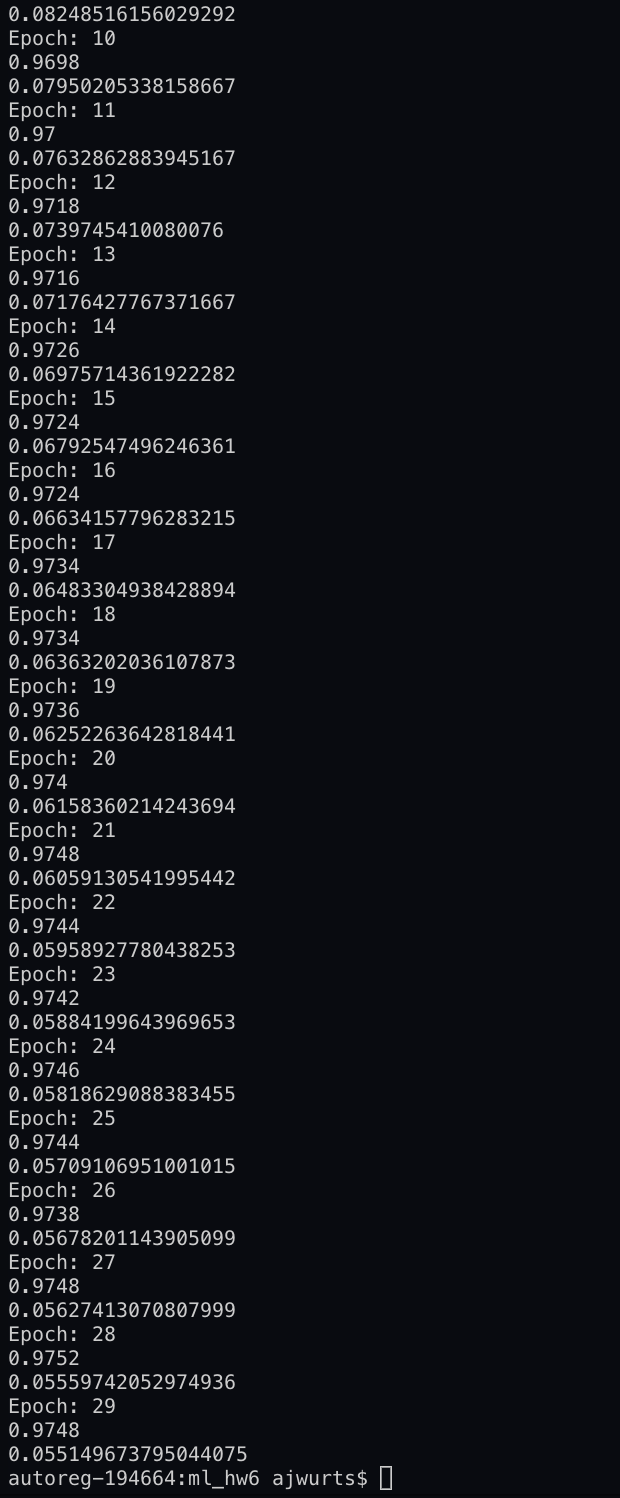 0.08248516156029292
Epoch: 10
0.9698
0.07950205338158667
Epoch: 11
0.97
0.07632862883945167
Epoch: 12
0.9718
0.0739745410080076
Epoch: 13
0.9716
0.07176427767371667
Epoch: 14
0.9726
0.06975714361922282
Epoch: 15
0.9724
0.06792547496246361
Epoch: 16
0.9724
0.06634157796283215
Epoch: 17
0.9734
0.06483304938428894
Epoch: 18
0.9734
0.06363202036107873
Epoch: 19
0.9736
0.06252263642818441
Epoch: 20
0.974
0.06158360214243694
Epoch: 21
0.9748
0.06059130541995442
Epoch: 22
0.9744
0.05958927780438253
Epoch: 23
0.9742
0.05884199643969653
Epoch: 24
0.9746
0.05818629088383455
Epoch: 25
0.9744
0.05709106951001015
Epoch: 26
0.9738
0.05678201143905099
Epoch: 27
0.9748
0.05627413070807999
Epoch: 28
0.9752
0.05559742052974936
Epoch: 29
0.9748
0.055149673795044075
autoreg-194664:ml_hw6 ajwurts$